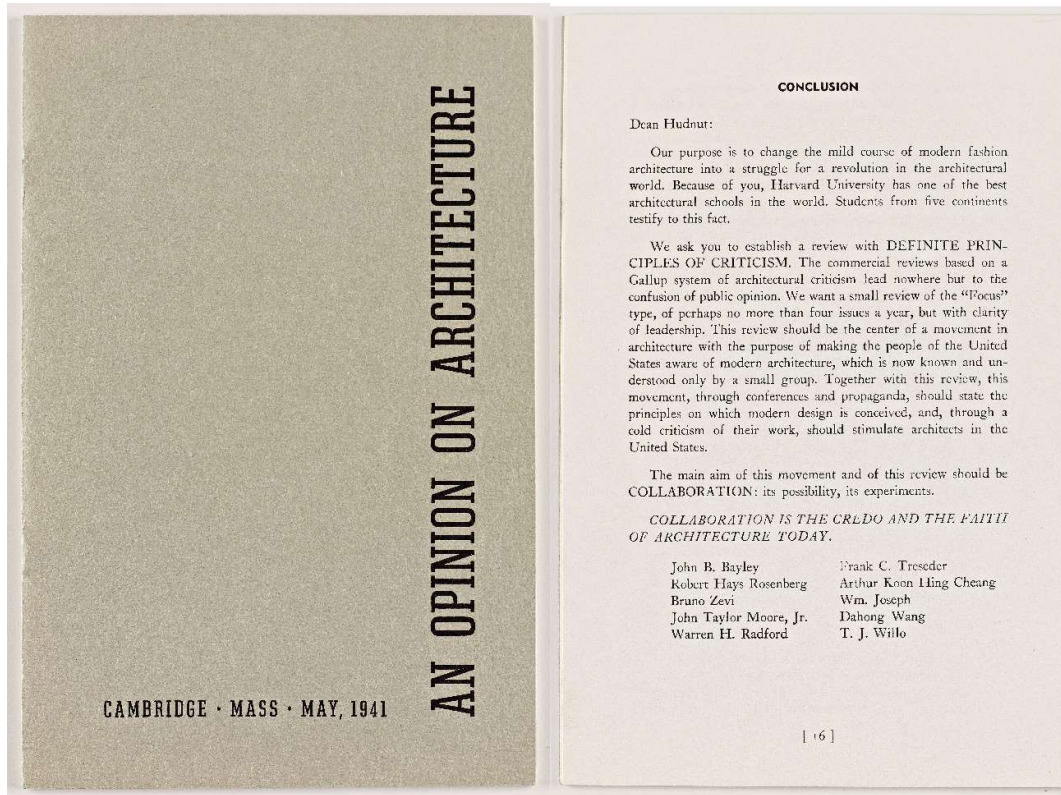 AN OPINION ON ARCHITECTURE
CAMBRIDGE · MASS · MAY, 1941
CONCLUSION
Dean Hudnut:
Our purpose is to change the mild course of modern fashion
architecture into a struggle for a revolution in the architectural
world. Because of you, Harvard University has one of the best
architectural schools in the world. Students from five continents
testify to this fact.
We ask you to establish a review with DEFINITE PRIN-
CIPLES OF CRITICISM. The commercial reviews based on a
Gallup system of architectural criticism lead nowhere but to the
confusion of public opinion. We want a small review of the “Focus”
type, of perhaps no more than four issues a year, but with clarity
of leadership. This review should be the center of a movement in
architecture with the purpose of making the people of the United
States aware of modern architecture, which is now known and un-
derstood only by a small group. Together with this review, this
movement, through conferences and propaganda, should state the
principles on which modern design is conceived, and, through a
cold criticism of their work, should stimulate architects in the
United States.
The main aim of this movement and of this review should be
COLLABORATION: its possibility, its experiments.
COLLABORATION IS THE CREDO AND THE FAITH
OF ARCHITECTURE TODAY.
John B. Bayley
Robert Hays Rosenberg
Bruno Zevi
John Taylor Moore, Jr.
Warren H. Radford
Frank C. Treseder
Arthur Koon Hing Cheang
Wm. Joseph
Dahong Wang
T. J. Willo
[ 16 ]